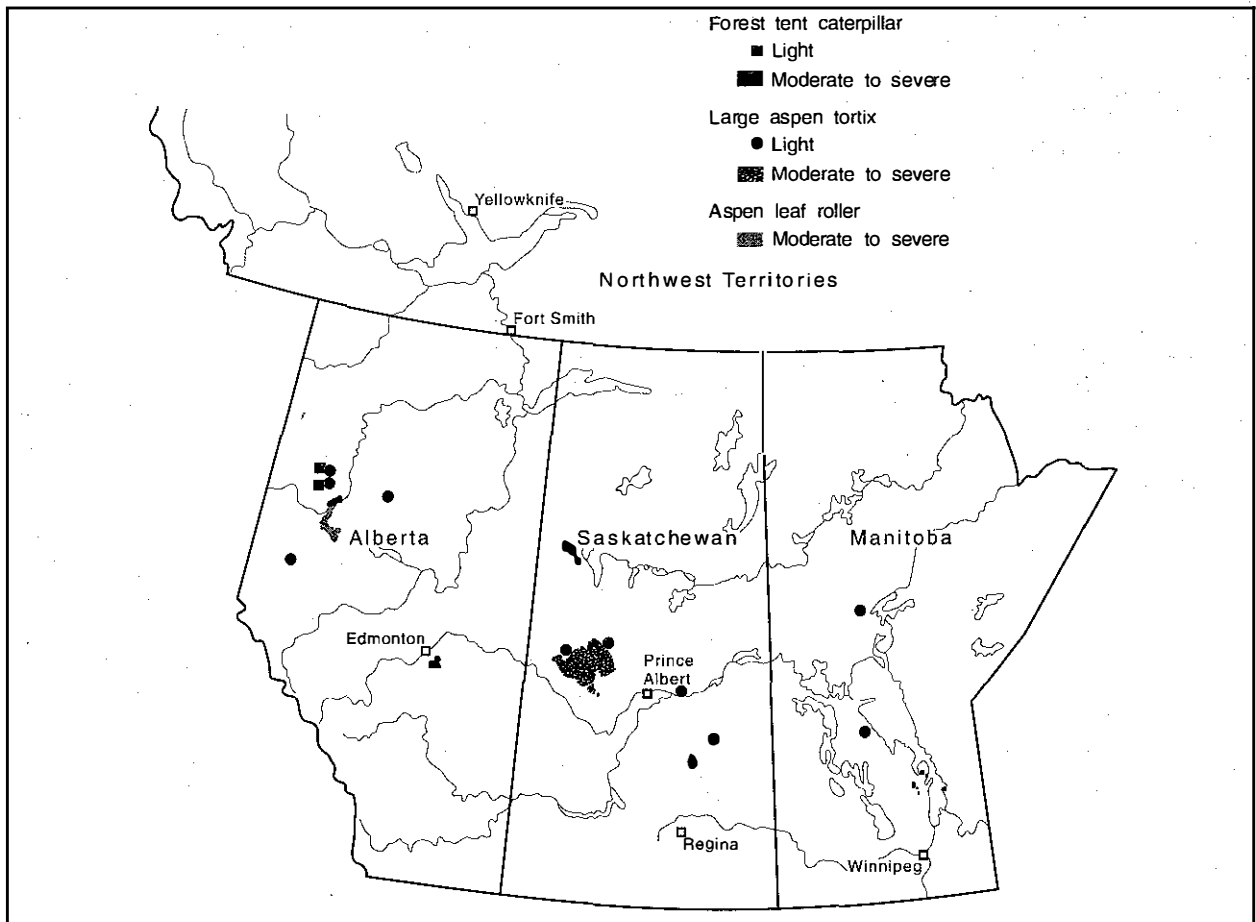 Forest tent caterpillar
Light
Moderate to severe
Large aspen tortix
Light
Moderate to severe
Aspen leaf roller
Moderate to severe
Yellowknife
Northwest Territories
Fort Smith
Alberta
Saskatchewan
Manitoba
Edmonton
Prince
Albert
Regina
Winnipeg